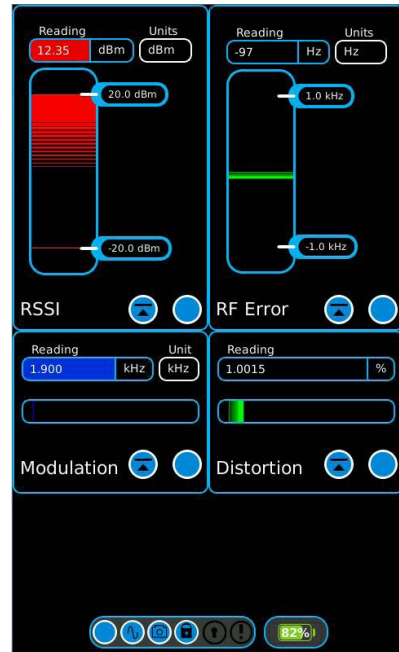 Reading Units
12.35 dBm dBm
20.0 dBm
-20.0 dBm
RSSI
Reading Units
-97 Hz Hz
1.0 kHz
-1.0 kHz
RF Error
Reading Unit
1.900 kHz kHz
Modulation
Reading
1.0015 %
Distortion
82%